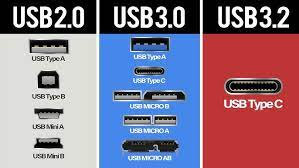 USB2.0
USB Type A
USB Type B
USB Mini A
USB Mini B
USB3.0
USB Type A
USB Type C
USB MICRO B
USB MICRO A
USB MICRO AB
USB3.2
USB Type C